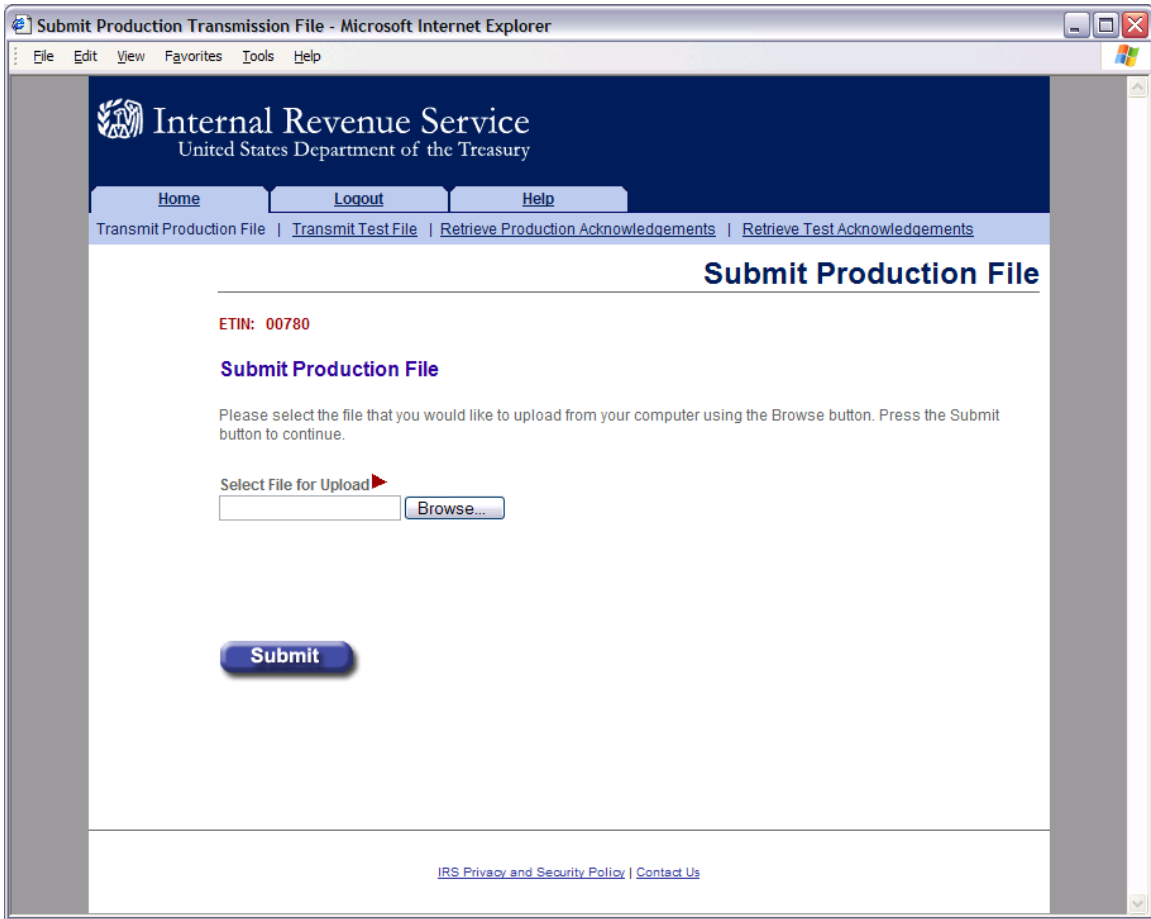 Submit Production Transmission File - Microsoft Internet Explorer
File Edit View Favorites Tools Help
Internal Revenue Service
United States Department of the Treasury
Home Logout Help
Transmit Production File | Transmit Test File | Retrieve Production Acknowledgements | Retrieve Test Acknowledgements
Submit Production File
ETIN: 00780
Submit Production File
Please select the file that you would like to upload from your computer using the Browse button. Press the Submit
button to continue.
Select File for Upload
Browse...
Submit
IRS Privacy and Security Policy | Contact Us